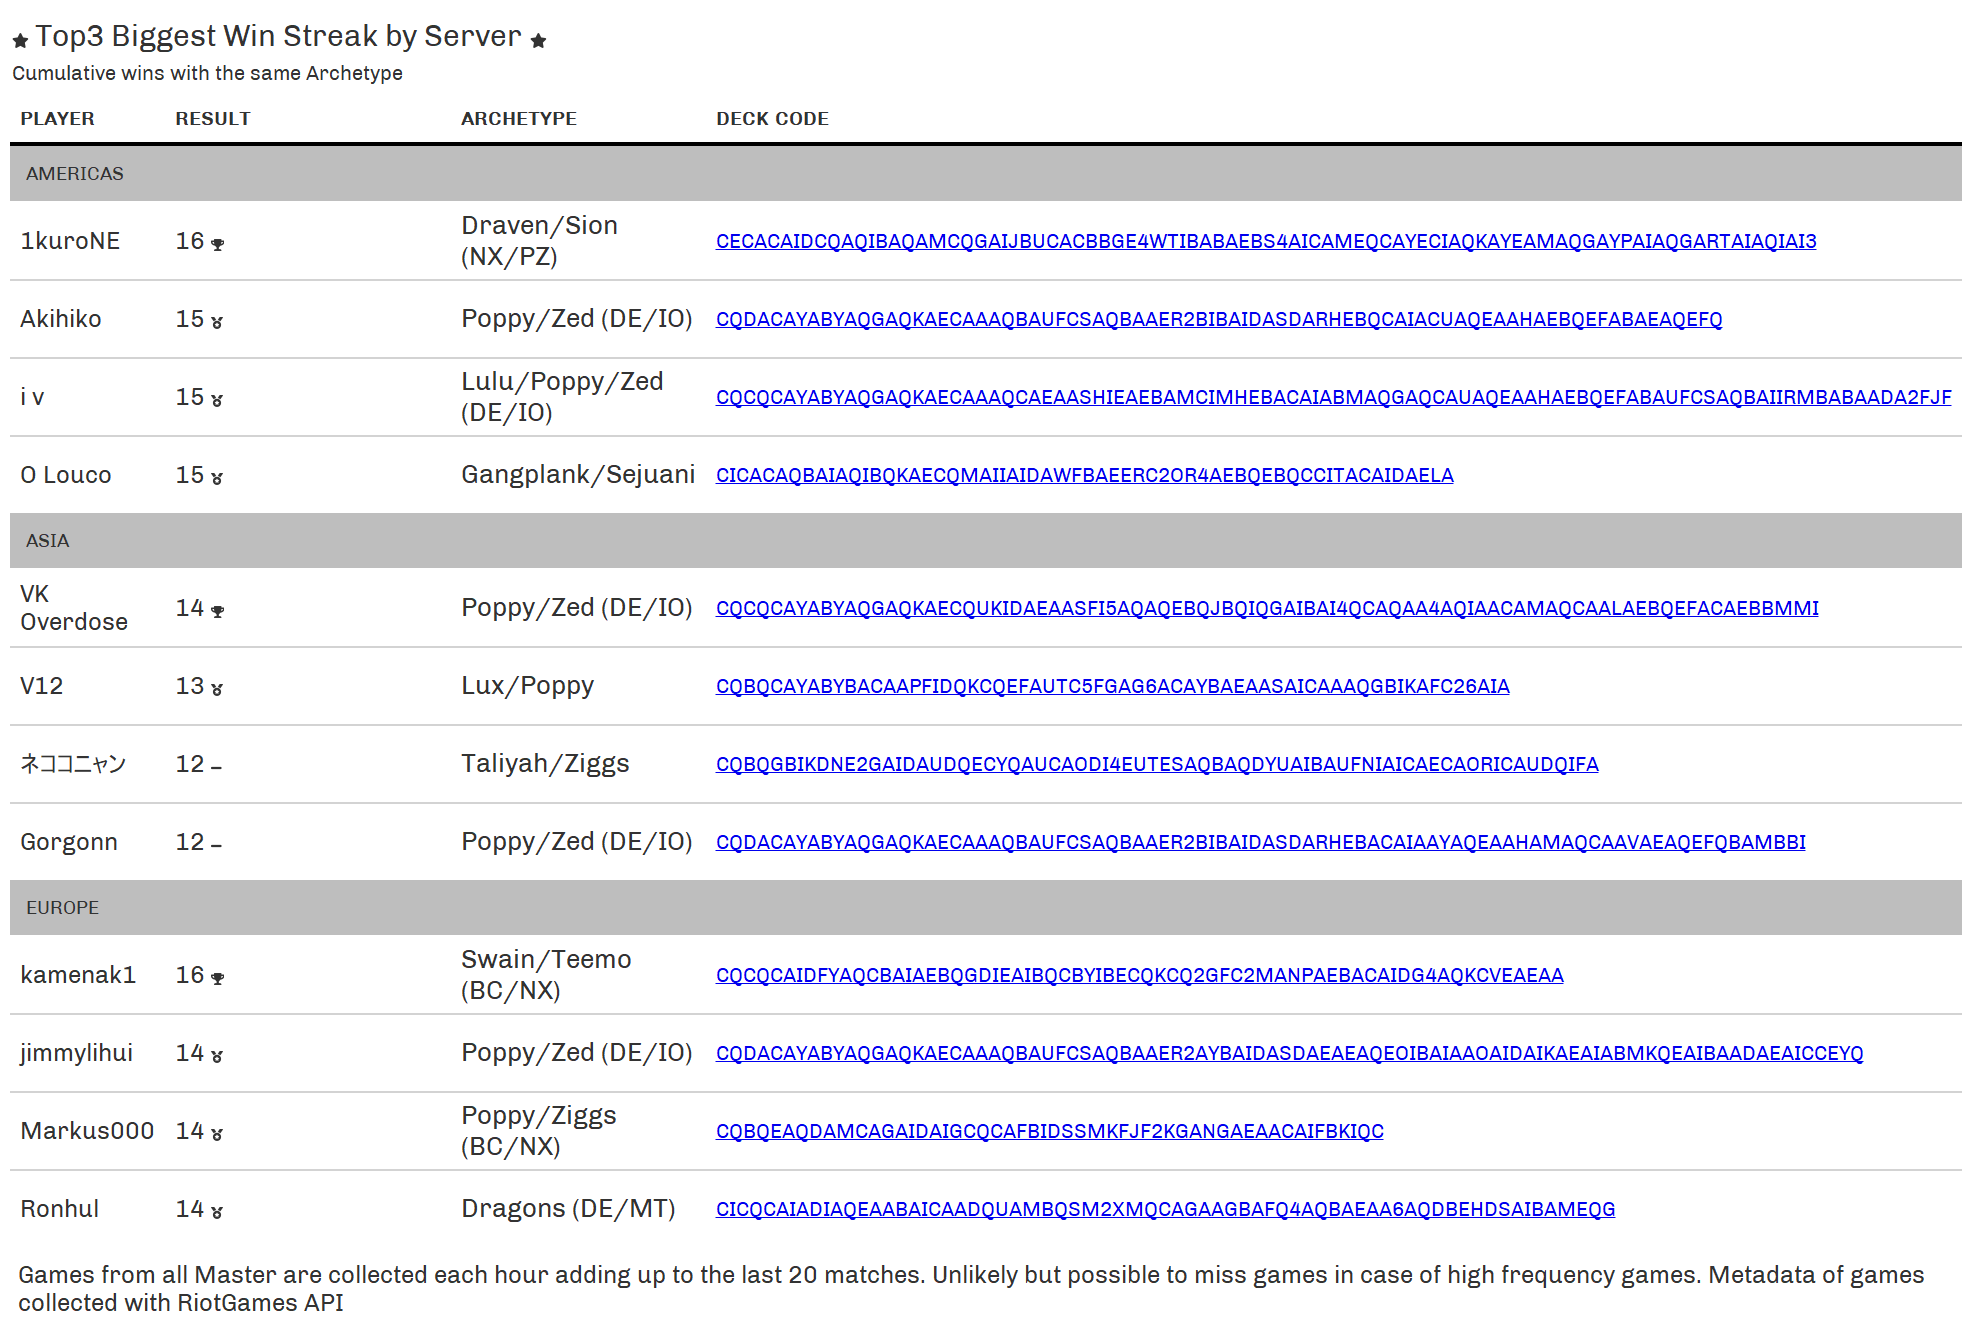 ★ Top3 Biggest Win Streak by Server ★
Cumulative wins with the same Archetype
PLAYER RESULT ARCHETYPE DECK CODE
AMERICAS
1kuroNE 16 Draven/Sion (NX/PZ) CECACAIDCQAQIBAQAMCQGAIJBUCACBBGE4WTIBABAEBS4AICAMEQCAYECIAQKAYEAMAQGAYPAIAQGARTAIAQIAI3
Akihiko 15 Poppy/Zed (DE/IO) CQDACAYABYAQGAQKAECAAAQBAUFCSAQBAAER2BIBAIDASDARHEBQCAIACUAQEAAHAEBQEFABAEAQEFQ
i v 15 Lulu/Poppy/Zed (DE/IO) CQCQCAYABYAQGAQKAECAAAQCAEAASHIEAEBAMCIMHEBACAIABMAQGAQCAUAQEAAHAEBQEFABAUFCSAQBAIIRMBABAADA2FJF
O Louco 15 Gangplank/Sejuani CICACAQBAIAQIBQKAECQMAIIAIDAWFBAEERC2OR4AEBQEBQCCITACAIDAELA
ASIA
VK Overdose 14 Poppy/Zed (DE/IO) CQCQCAYABYAQGAQKAECQUKIDAEAASFI5AQAQEBQJBQIQGAIBAI4QCAQAA4AQIAACAMAQCAALAEBQEFACAEBBMMI
V12 13 Lux/Poppy CQBQCAYABYBACAAPFIDQKCQEFAUTC5FGAG6ACAYBAEAASAICAAAQGBIKAFC26AIA
ネココニャン 12 – Taliyah/Ziggs CQBQGBIKDNE2GAIDAUDQECYQAUCAODI4EUTESAQBAQDYUAIBAUFNIAICAECAORICAUDQIFA
Gorgonn 12 – Poppy/Zed (DE/IO) CQDACAYABYAQGAQKAECAAAQBAUFCSAQBAAER2BIBAIDASDARHEBACAIAAYAQEAAHAMAQCAAVAEAQEFQBAMBBI
EUROPE
kamenak1 16 Swain/Teemo (BC/NX) CQCQCAIDFYAQCBAIAEBQGDIEAIBQCBYIBECQKCQ2GFC2MANPAEBACAIDG4AQKCVEAEAA
jimmylihui 14 Poppy/Zed (DE/IO) CQDACAYABYAQGAQKAECAAAQBAUFCSAQBAAER2AYBAIDASDAEAEAQEOIBAIAAOAIDAIKAEAIABMKQEAIBAADAEAICCEYQ
Markus000 14 Poppy/Ziggs (BC/NX) CQBQEAQDAMCAGAIDAIGCQCAFBIDSSMKFJF2KGANGAEAACAIFBKIQC
Ronhul 14 Dragons (DE/MT) CICQCAIADIAQEAABAICAADQUAMBQSM2XMQCAGAAGBAFQ4AQBAEAA6AQDBEHDSAIBAMEQG
Games from all Master are collected each hour adding up to the last 20 matches. Unlikely but possible to miss games in case of high frequency games. Metadata of games
collected with RiotGames API